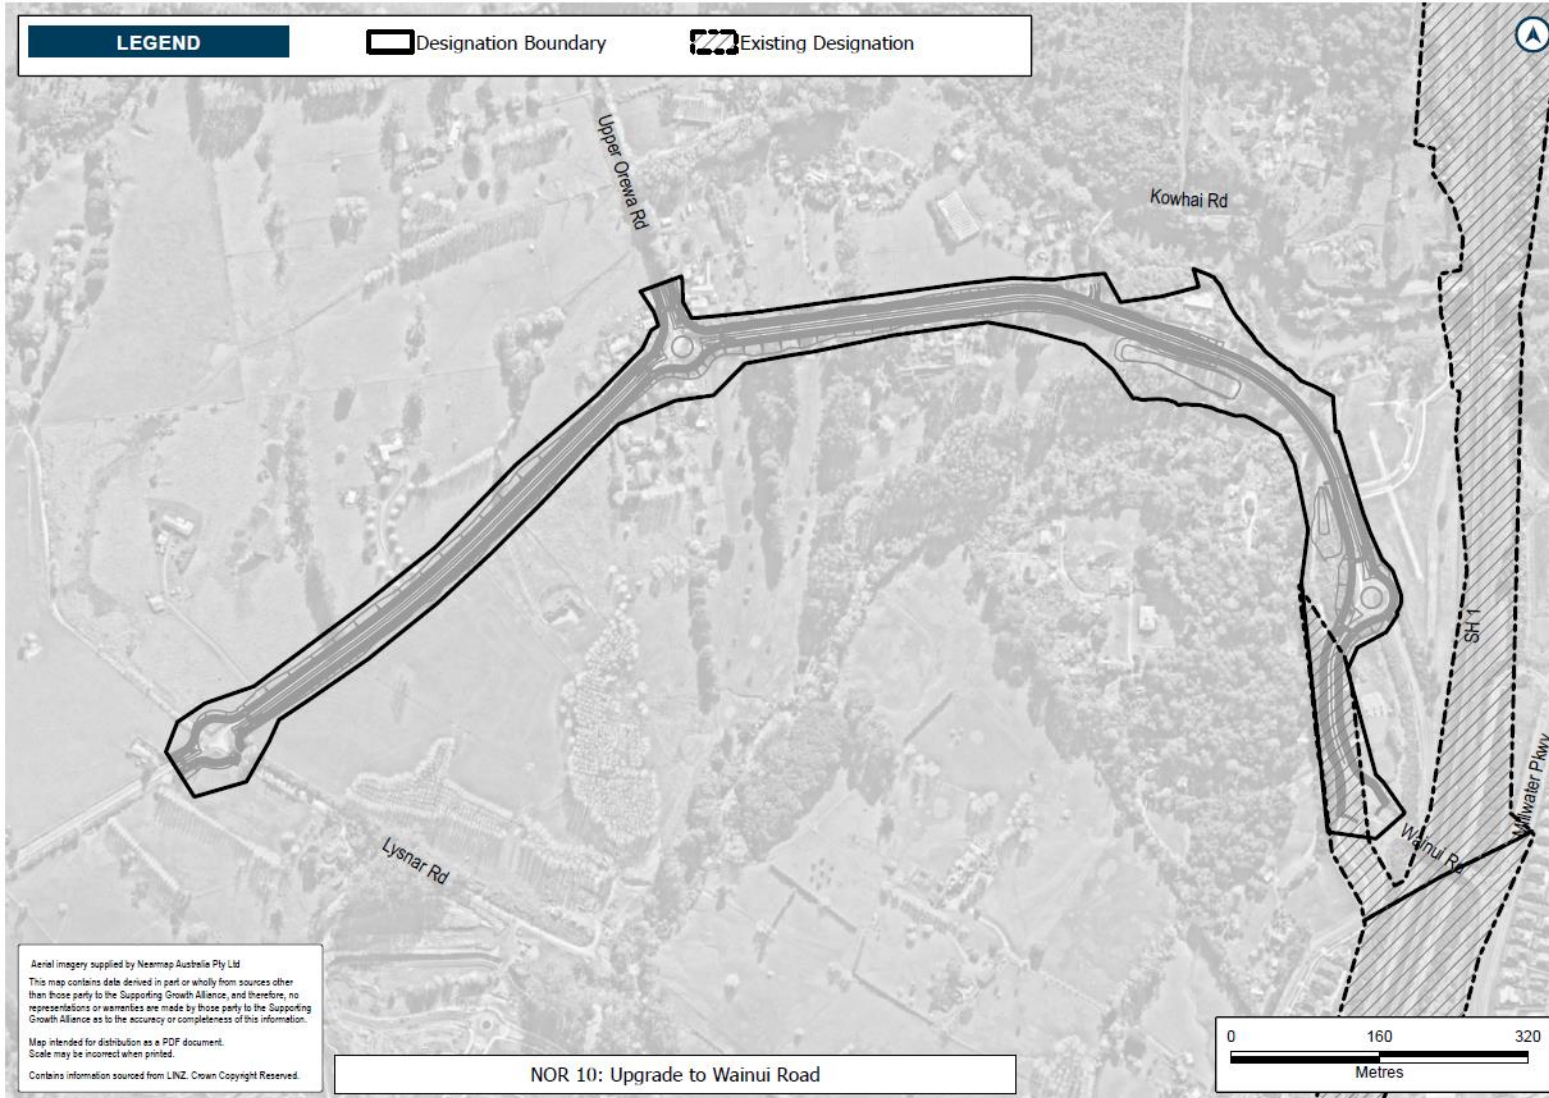 LEGEND
Designation Boundary
Existing Designation
Upper Orewa Rd
Kowhai Rd
SH 1
Millwater Pkwy
Wainui Rd
Lysnar Rd
Aerial imagery supplied by Nearmap Australia Pty Ltd
This map contains data derived in part or wholly from sources other
than those party to the Supporting Growth Alliance, and therefore, no
representations or warranties are made by those party to the Supporting
Growth Alliance as to the accuracy or completeness of this information.
Map intended for distribution as a PDF document.
Scale may be incorrect when printed.
Contains information sourced from LINZ. Crown Copyright Reserved.
NOR 10: Upgrade to Wainui Road
0 160 320
Metres